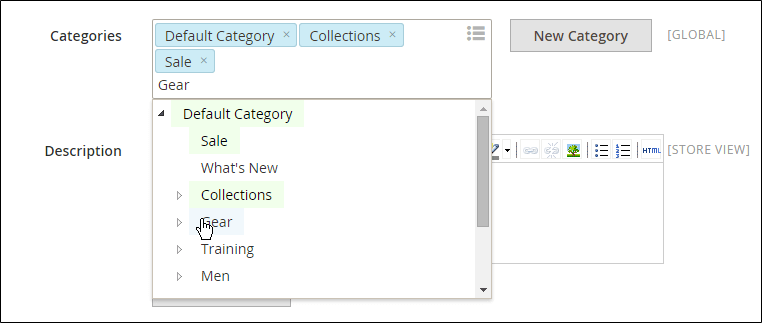 Categories
Default Category × Collections ×
Sale ×
Gear
New Category
[GLOBAL]
Default Category
Sale
What's New
Collections
Gear
Training
Men
Description
HTML
[STORE VIEW]